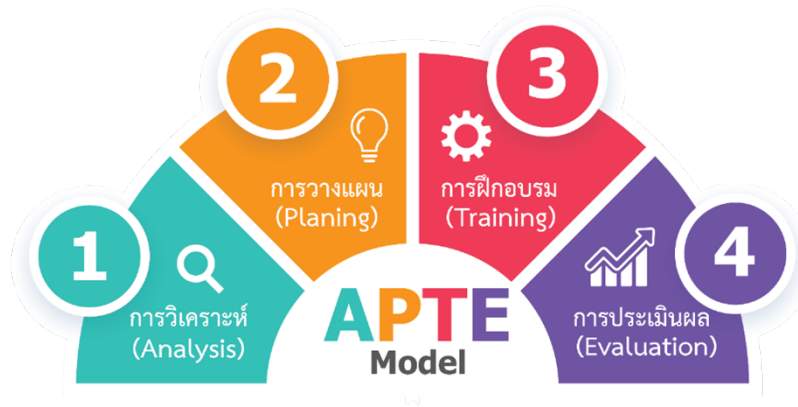 1
การวิเคราะห์
(Analysis)
2
การวางแผน
(Planing)
3
การฝึกอบรม
(Training)
4
การประเมินผล
(Evaluation)
APTE
Model